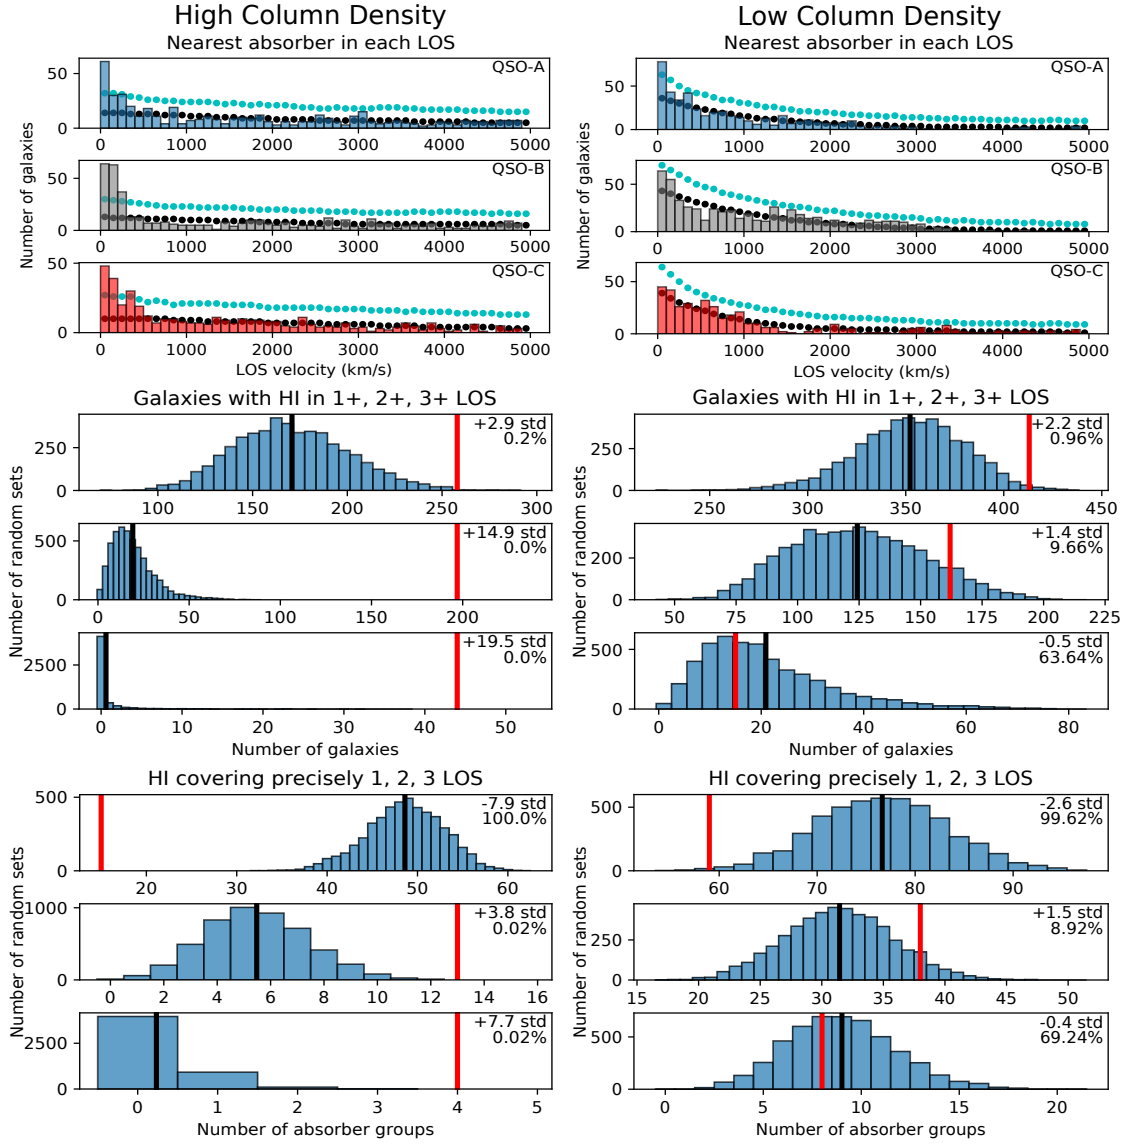 High Column Density
Nearest absorber in each LOS
Number of galaxies
50
0
QSO-A
0 1000 2000 3000 4000 5000
50
0
QSO-B
0 1000 2000 3000 4000 5000
50
0
QSO-C
0 1000 2000 3000 4000 5000
LOS velocity (km/s)
Galaxies with HI in 1+, 2+, 3+ LOS
Number of random sets
250
0
+2.9 std
0.2%
100 150 200 250 300
500
0
+14.9 std
0.0%
0 50 100 150 200
2500
0
+19.5 std
0.0%
0 10 20 30 40 50
Number of galaxies
HI covering precisely 1, 2, 3 LOS
Number of random sets
500
0
-7.9 std
100.0%
20 30 40 50 60
1000
0
+3.8 std
0.02%
0 2 4 6 8 10 12 14 16
2500
0
+7.7 std
0.02%
0 1 2 3 4 5
Number of absorber groups
Low Column Density
Nearest absorber in each LOS
Number of galaxies
50
0
QSO-A
0 1000 2000 3000 4000 5000
50
0
QSO-B
0 1000 2000 3000 4000 5000
50
0
QSO-C
0 1000 2000 3000 4000 5000
LOS velocity (km/s)
Galaxies with HI in 1+, 2+, 3+ LOS
Number of random sets
250
0
+2.2 std
0.96%
250 300 350 400 450
200
0
+1.4 std
9.66%
50 75 100 125 150 175 200 225
500
0
-0.5 std
63.64%
0 20 40 60 80
Number of galaxies
HI covering precisely 1, 2, 3 LOS
Number of random sets
500
0
-2.6 std
99.62%
60 70 80 90
250
0
+1.5 std
8.92%
15 20 25 30 35 40 45 50
500
0
-0.4 std
69.24%
0 5 10 15 20
Number of absorber groups